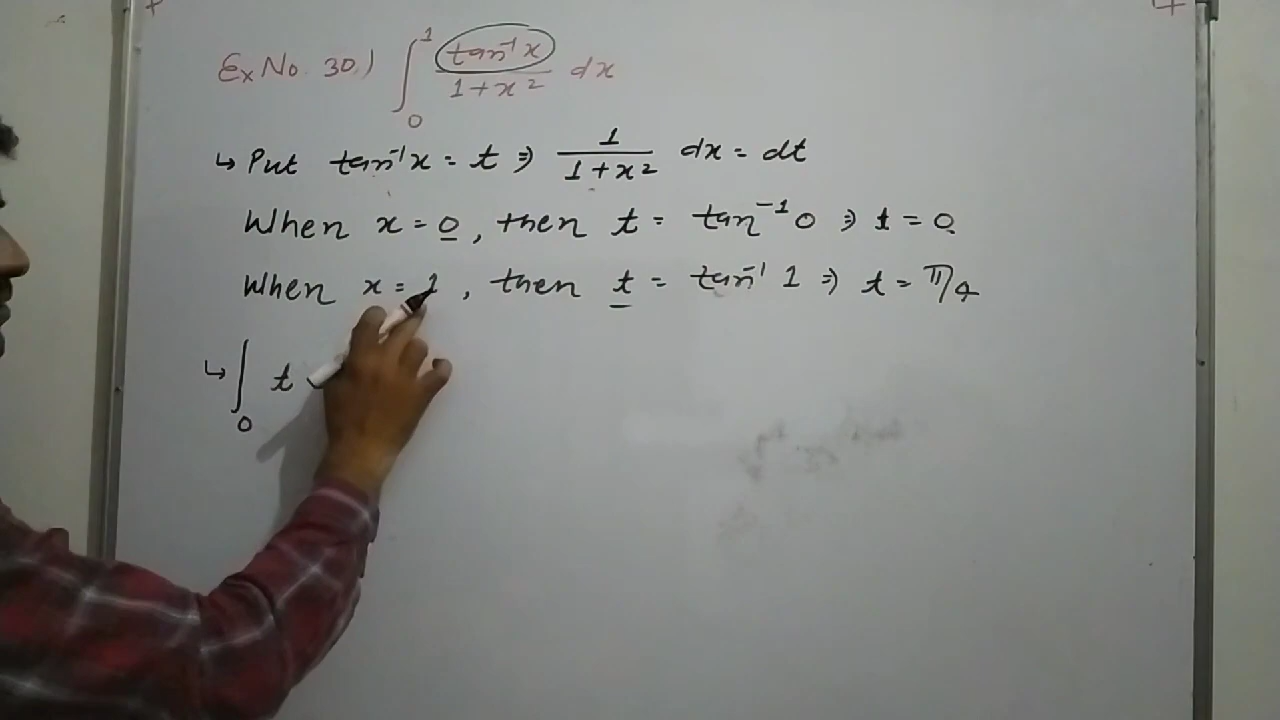 Ex No. 30.) ∫₀¹ tan⁻¹x / 1+x² dx
↳ Put tan⁻¹x = t ⇒ 1 / 1+x² dx = dt
When x = 0, then t = tan⁻¹0 ⇒ t = 0
When x = 1, then t = tan⁻¹ 1 ⇒ t = π/4
↳ ∫₀ t